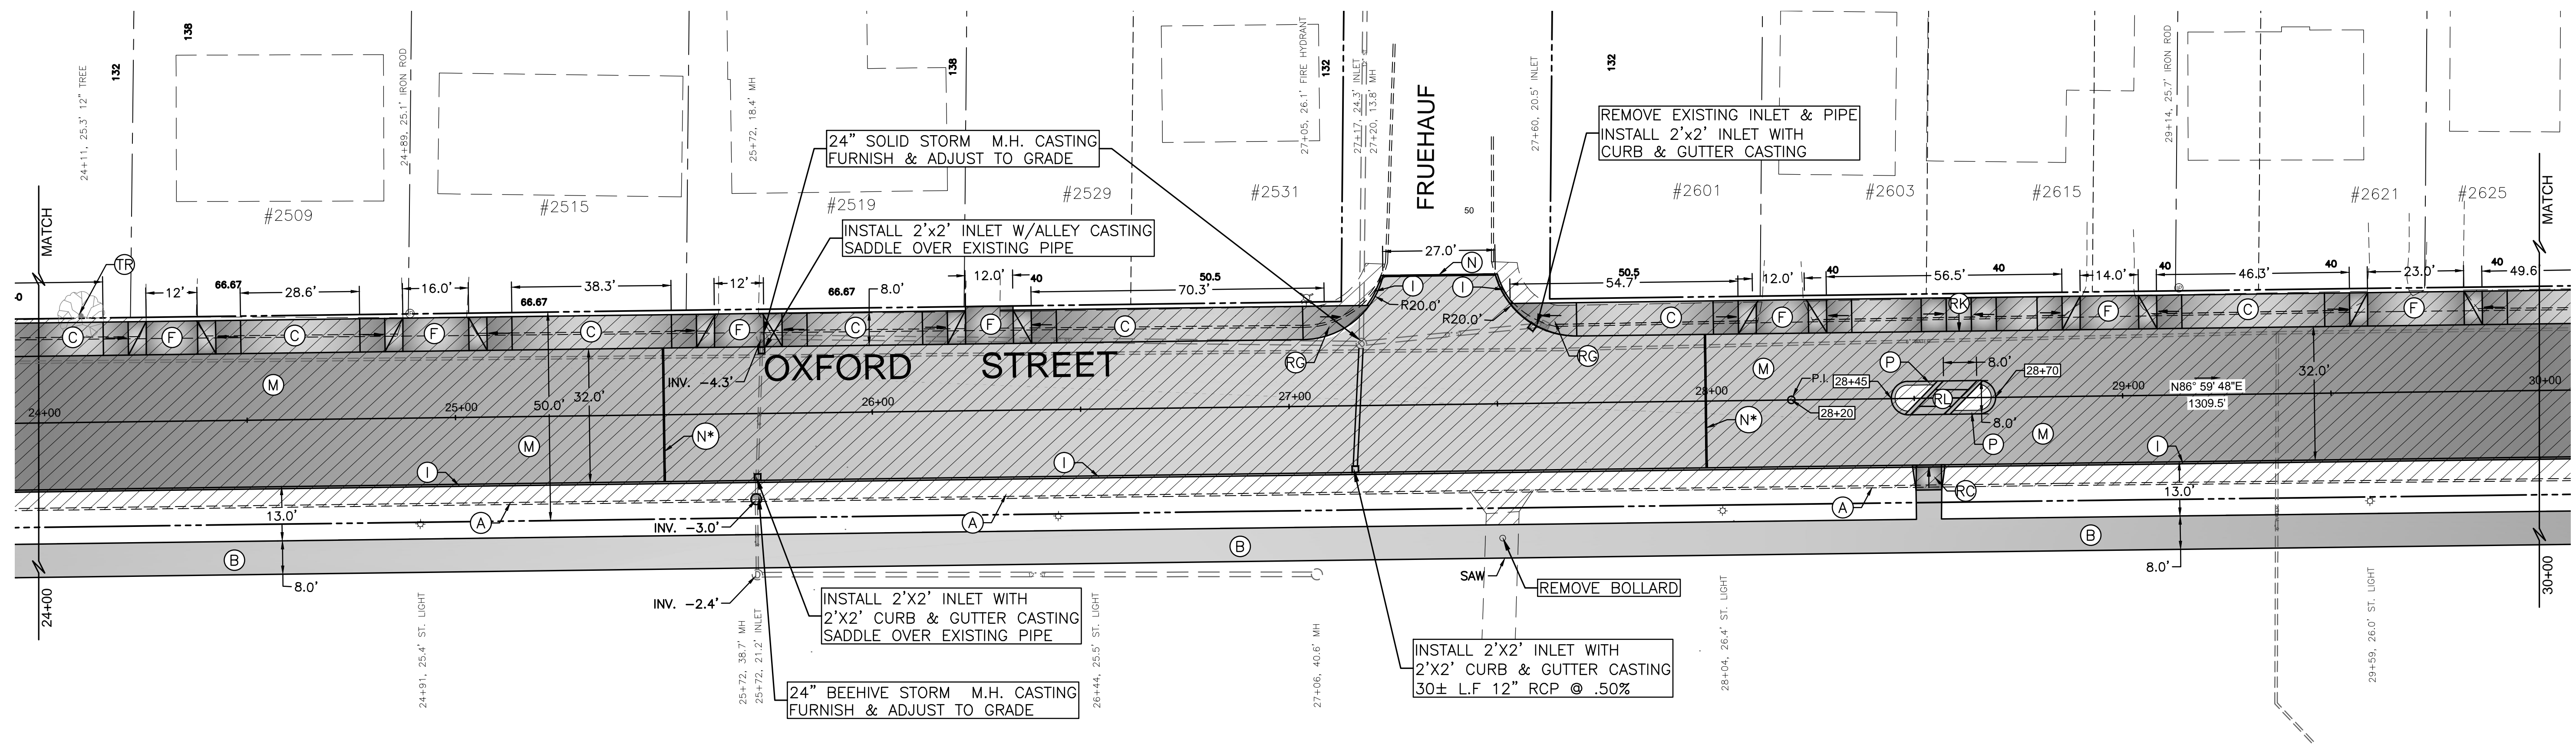 138
132
24+11, 25.3' 12" TREE
24+89, 25.1' IRON ROD
25+72, 18.4' MH
138
27+05, 26.1' FIRE HYDRANT
132
27+17, 24.3' INLET
27+20, 13.8' MH
FRUEHAUF
50
27+60, 20.5' INLET
132
29+14, 25.7' IRON ROD
24" SOLID STORM M.H. CASTING
FURNISH & ADJUST TO GRADE
REMOVE EXISTING INLET & PIPE
INSTALL 2'x2' INLET WITH
CURB & GUTTER CASTING
#2509
#2515
#2519
#2529
#2531
#2601
#2603
#2615
#2621
#2625
INSTALL 2'x2' INLET W/ALLEY CASTING
SADDLE OVER EXISTING PIPE
MATCH
MATCH
TR
12'
66.67
28.6'
16.0'
38.3'
12'
66.67
8.0'
12.0'
40
50.5
70.3'
27.0'
N
I
I
R20.0'
R20.0'
50.5
54.7'
12.0'
40
56.5'
40
14.0'
40
46.3'
40
23.0'
40
49.6'
C
F
C
F
C
F
C
F
C
RG
RG
C
F
RK
F
C
F
OXFORD STREET
INV. -4.3'
M
24+00
25+00
50.0'
32.0'
26+00
27+00
28+00
M
P.I.
28+45
28+20
P
RL
8.0'
28+70
8.0'
P
29+00
N86° 59' 48"E
1309.5'
32.0'
30+00
M
N*
N*
M
I
I
I
13.0'
A
INV. -3.0'
A
A
RC
13.0'
B
8.0'
B
B
8.0'
SAW
REMOVE BOLLARD
INV. -2.4'
24+00
30+00
INSTALL 2'X2' INLET WITH
2'X2' CURB & GUTTER CASTING
SADDLE OVER EXISTING PIPE
INSTALL 2'X2' INLET WITH
2'X2' CURB & GUTTER CASTING
30± L.F 12" RCP @ .50%
24" BEEHIVE STORM M.H. CASTING
FURNISH & ADJUST TO GRADE
24+91, 25.4' ST. LIGHT
25+72, 38.7' MH
25+72, 21.2' INLET
26+44, 25.5' ST. LIGHT
27+06, 40.6' MH
28+04, 26.4' ST. LIGHT
29+59, 26.0' ST. LIGHT